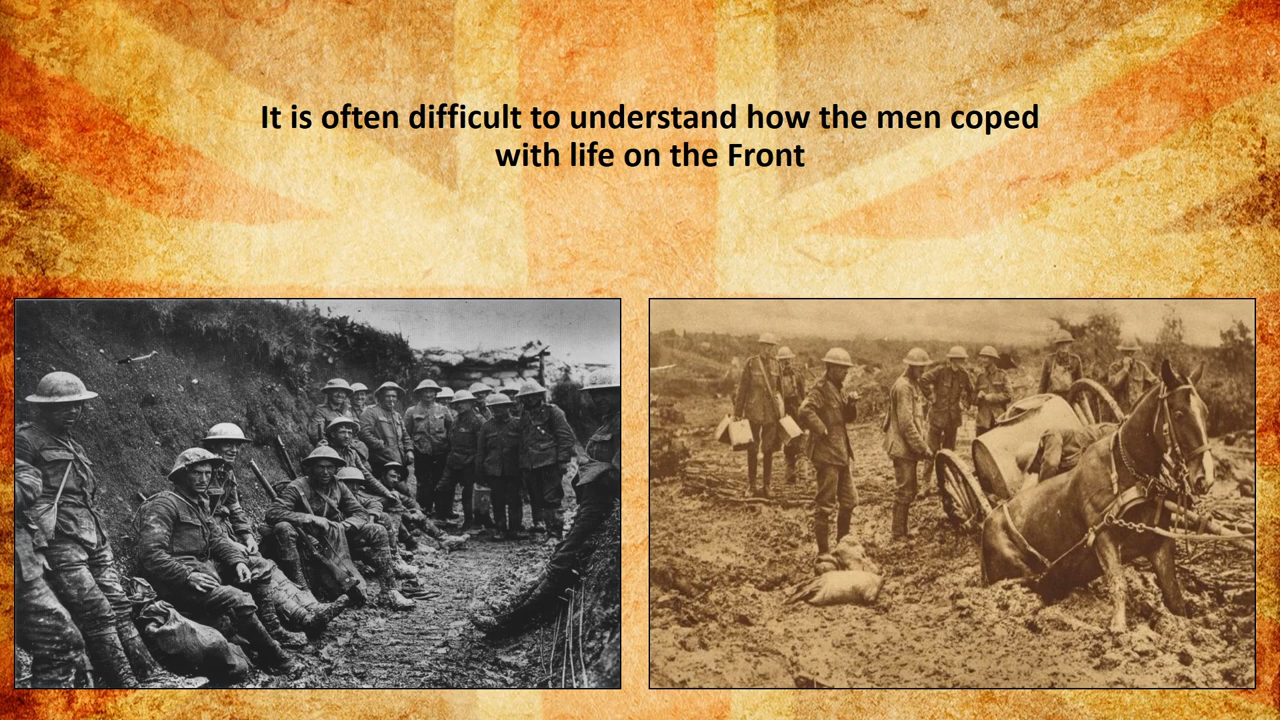 It is often difficult to understand how the men coped
with life on the Front